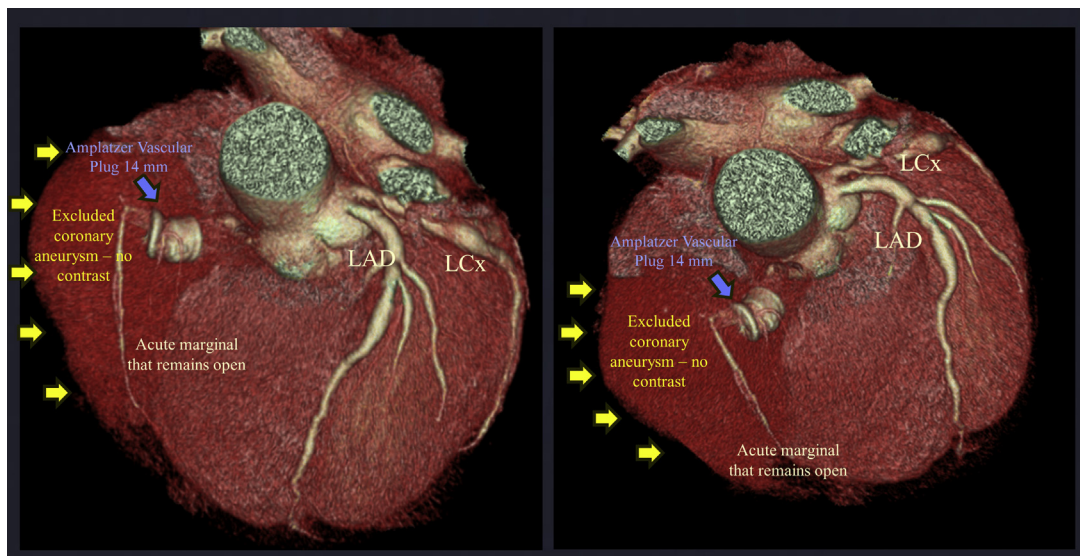 Amplatzer Vascular
Plug 14 mm
Excluded
coronary
aneurysm – no
contrast
LAD
LCx
Acute marginal
that remains open
LCx
LAD
Amplatzer Vascular
Plug 14 mm
Excluded
coronary
aneurysm – no
contrast
Acute marginal
that remains open